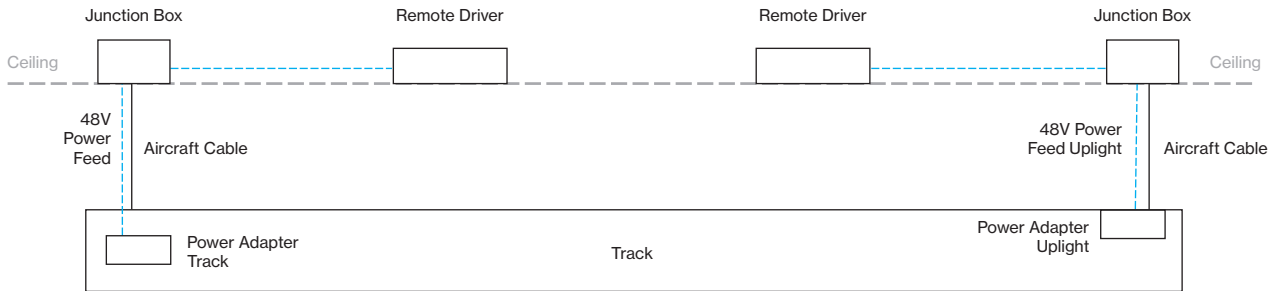 Junction Box
Remote Driver
Remote Driver
Junction Box
Ceiling
Ceiling
48V
Power
Feed
Aircraft Cable
48V Power
Feed Uplight
Aircraft Cable
Power Adapter
Track
Track
Power Adapter
Uplight